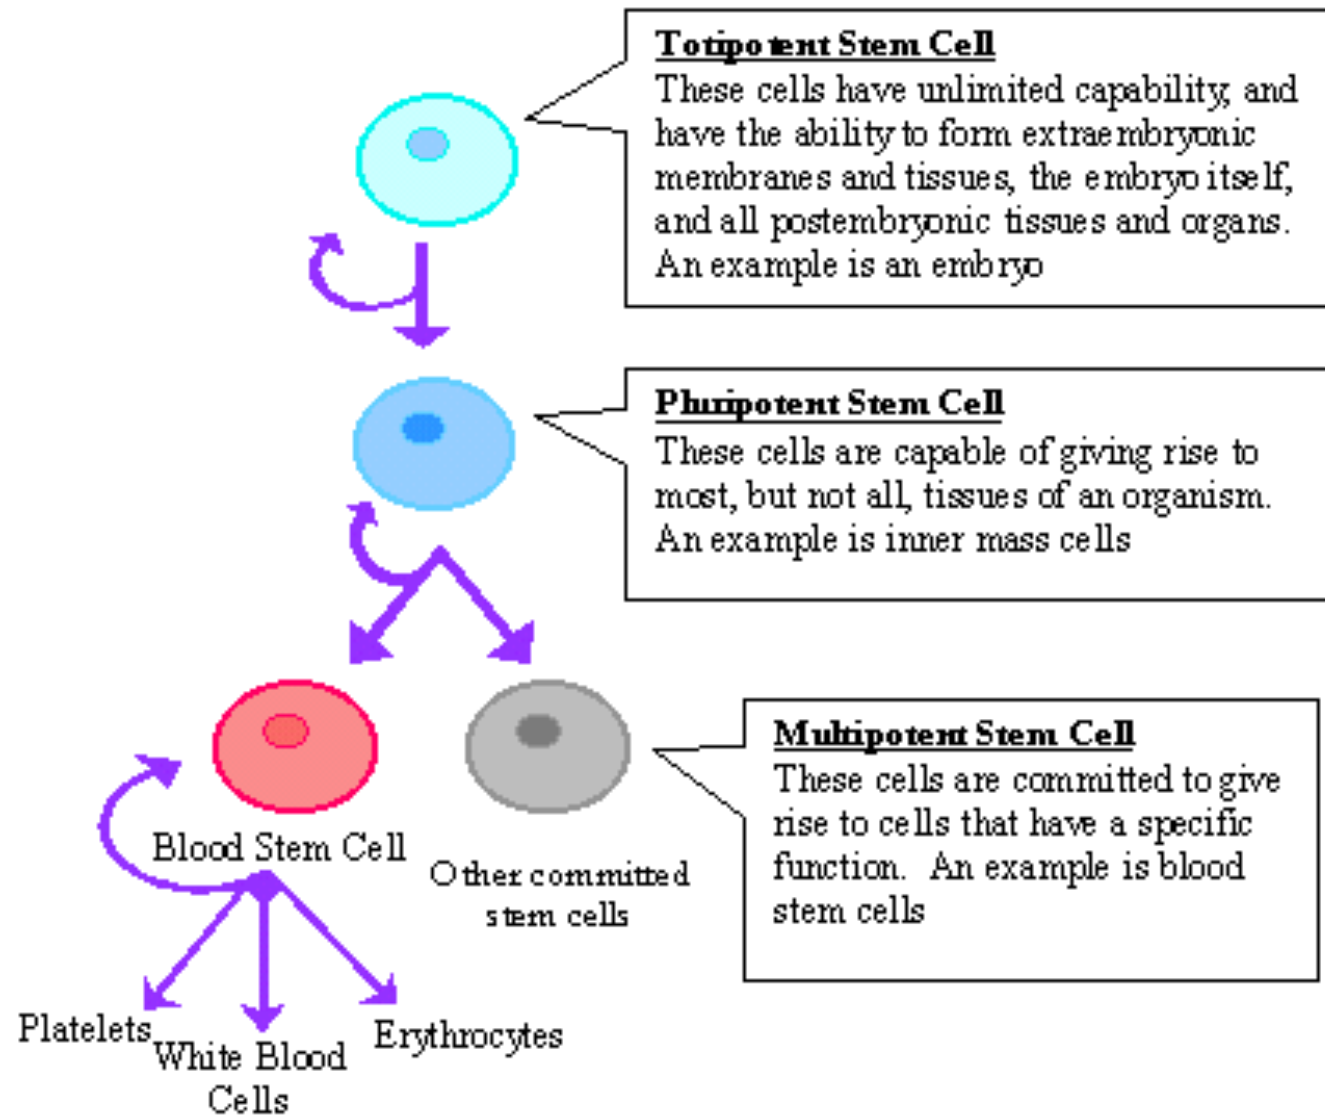 Totipotent Stem Cell
These cells have unlimited capability, and
have the ability to form extraembryonic
membranes and tissues, the embryo itself,
and all postembryonic tissues and organs.
An example is an embryo
Pluripotent Stem Cell
These cells are capable of giving rise to
most, but not all, tissues of an organism.
An example is inner mass cells
Multipotent Stem Cell
These cells are committed to give
rise to cells that have a specific
function. An example is blood
stem cells
Blood Stem Cell
Other committed
stem cells
Platelets
White Blood
Cells
Erythrocytes